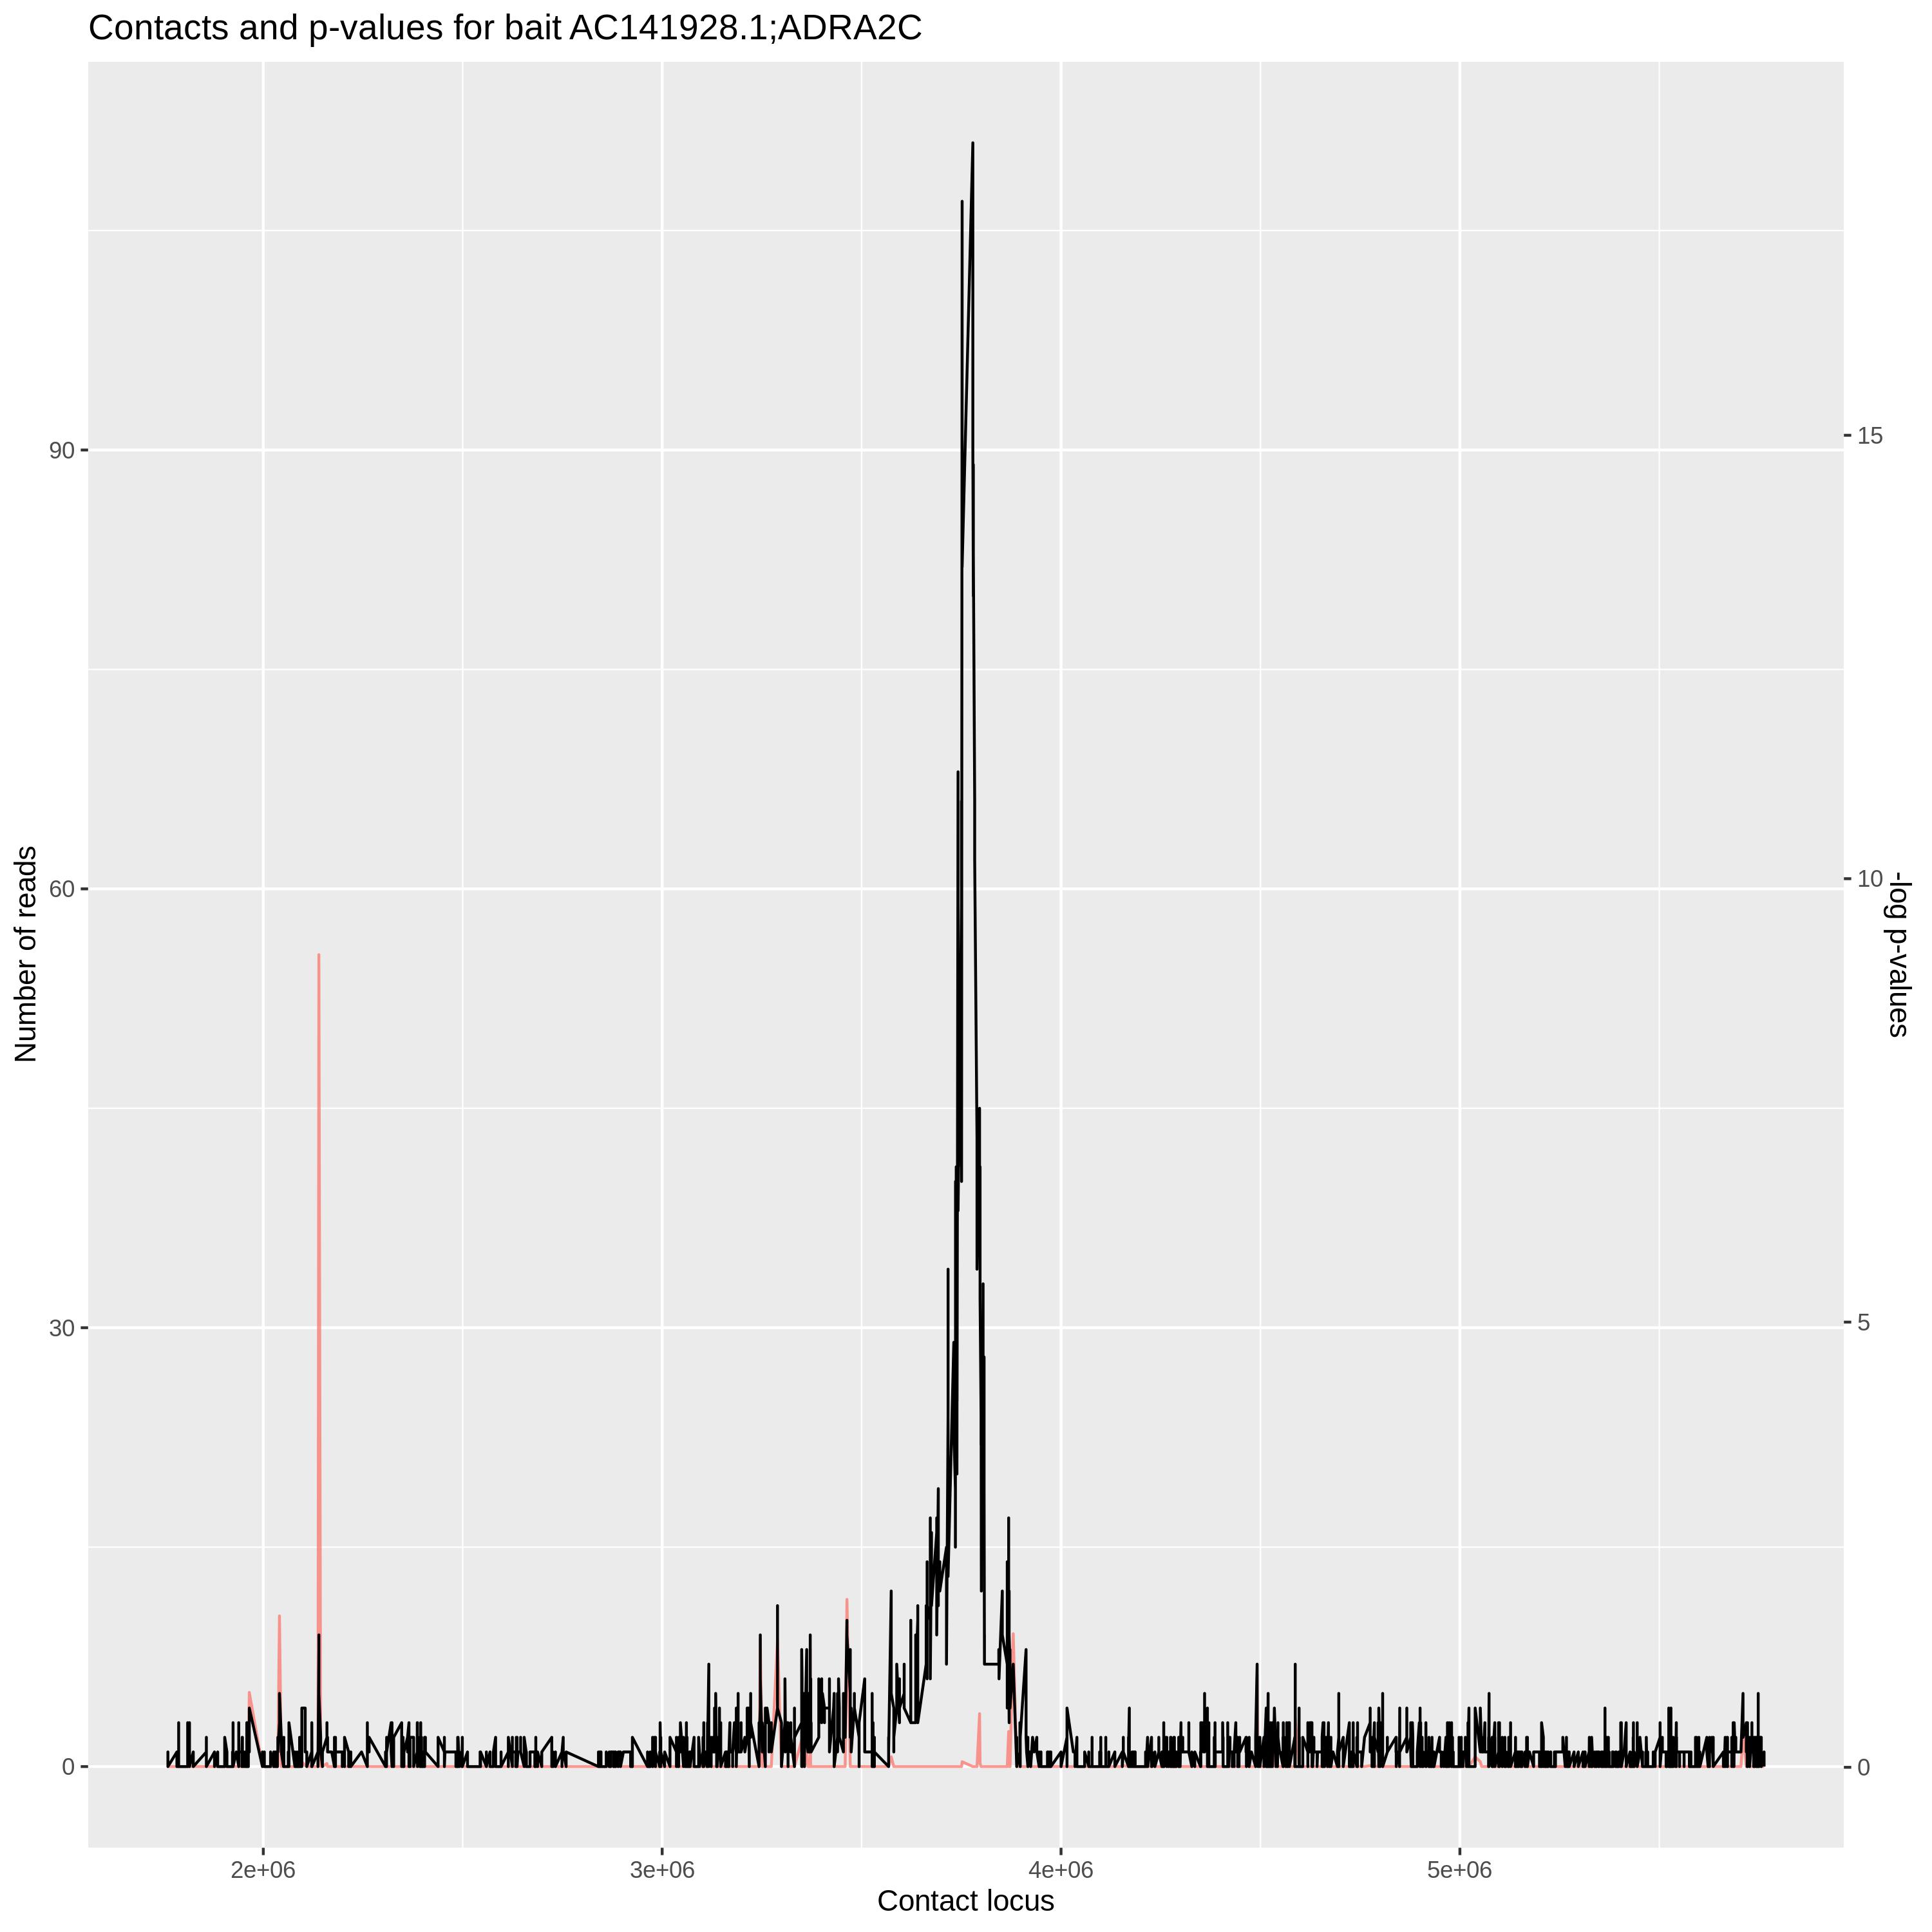 Contacts and p-values for bait AC141928.1;ADRA2C
90
60
30
0
15
10
5
0
Number of reads
-log p-values
2e+06 3e+06 4e+06 5e+06
Contact locus